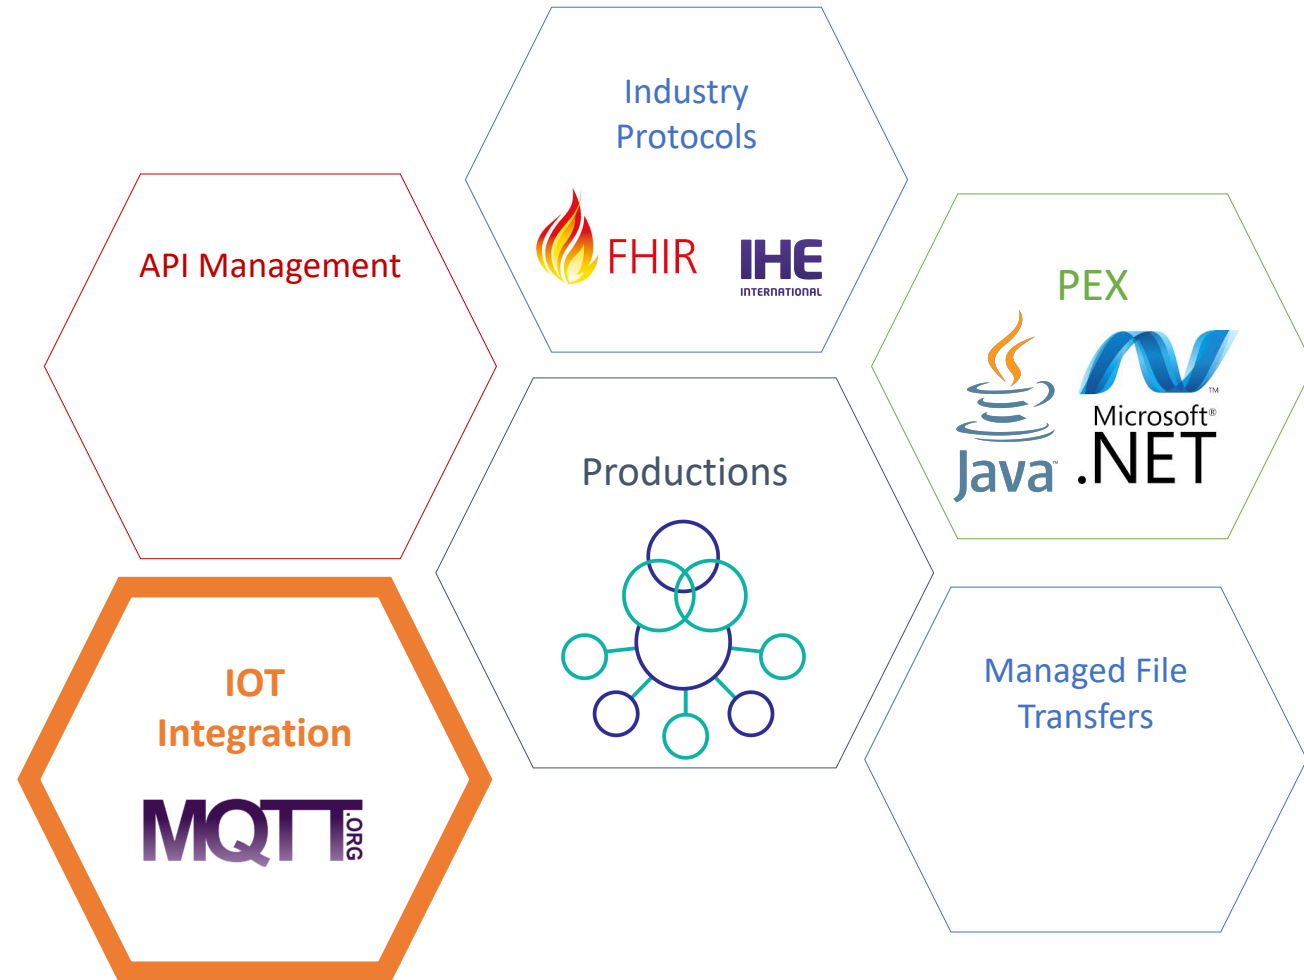 Industry
Protocols
FHIR
IHE
INTERNATIONAL
API Management
PEX
Java™
™
Microsoft®
.NET
Productions
IOT
Integration
MQTT
.ORG
Managed File
Transfers